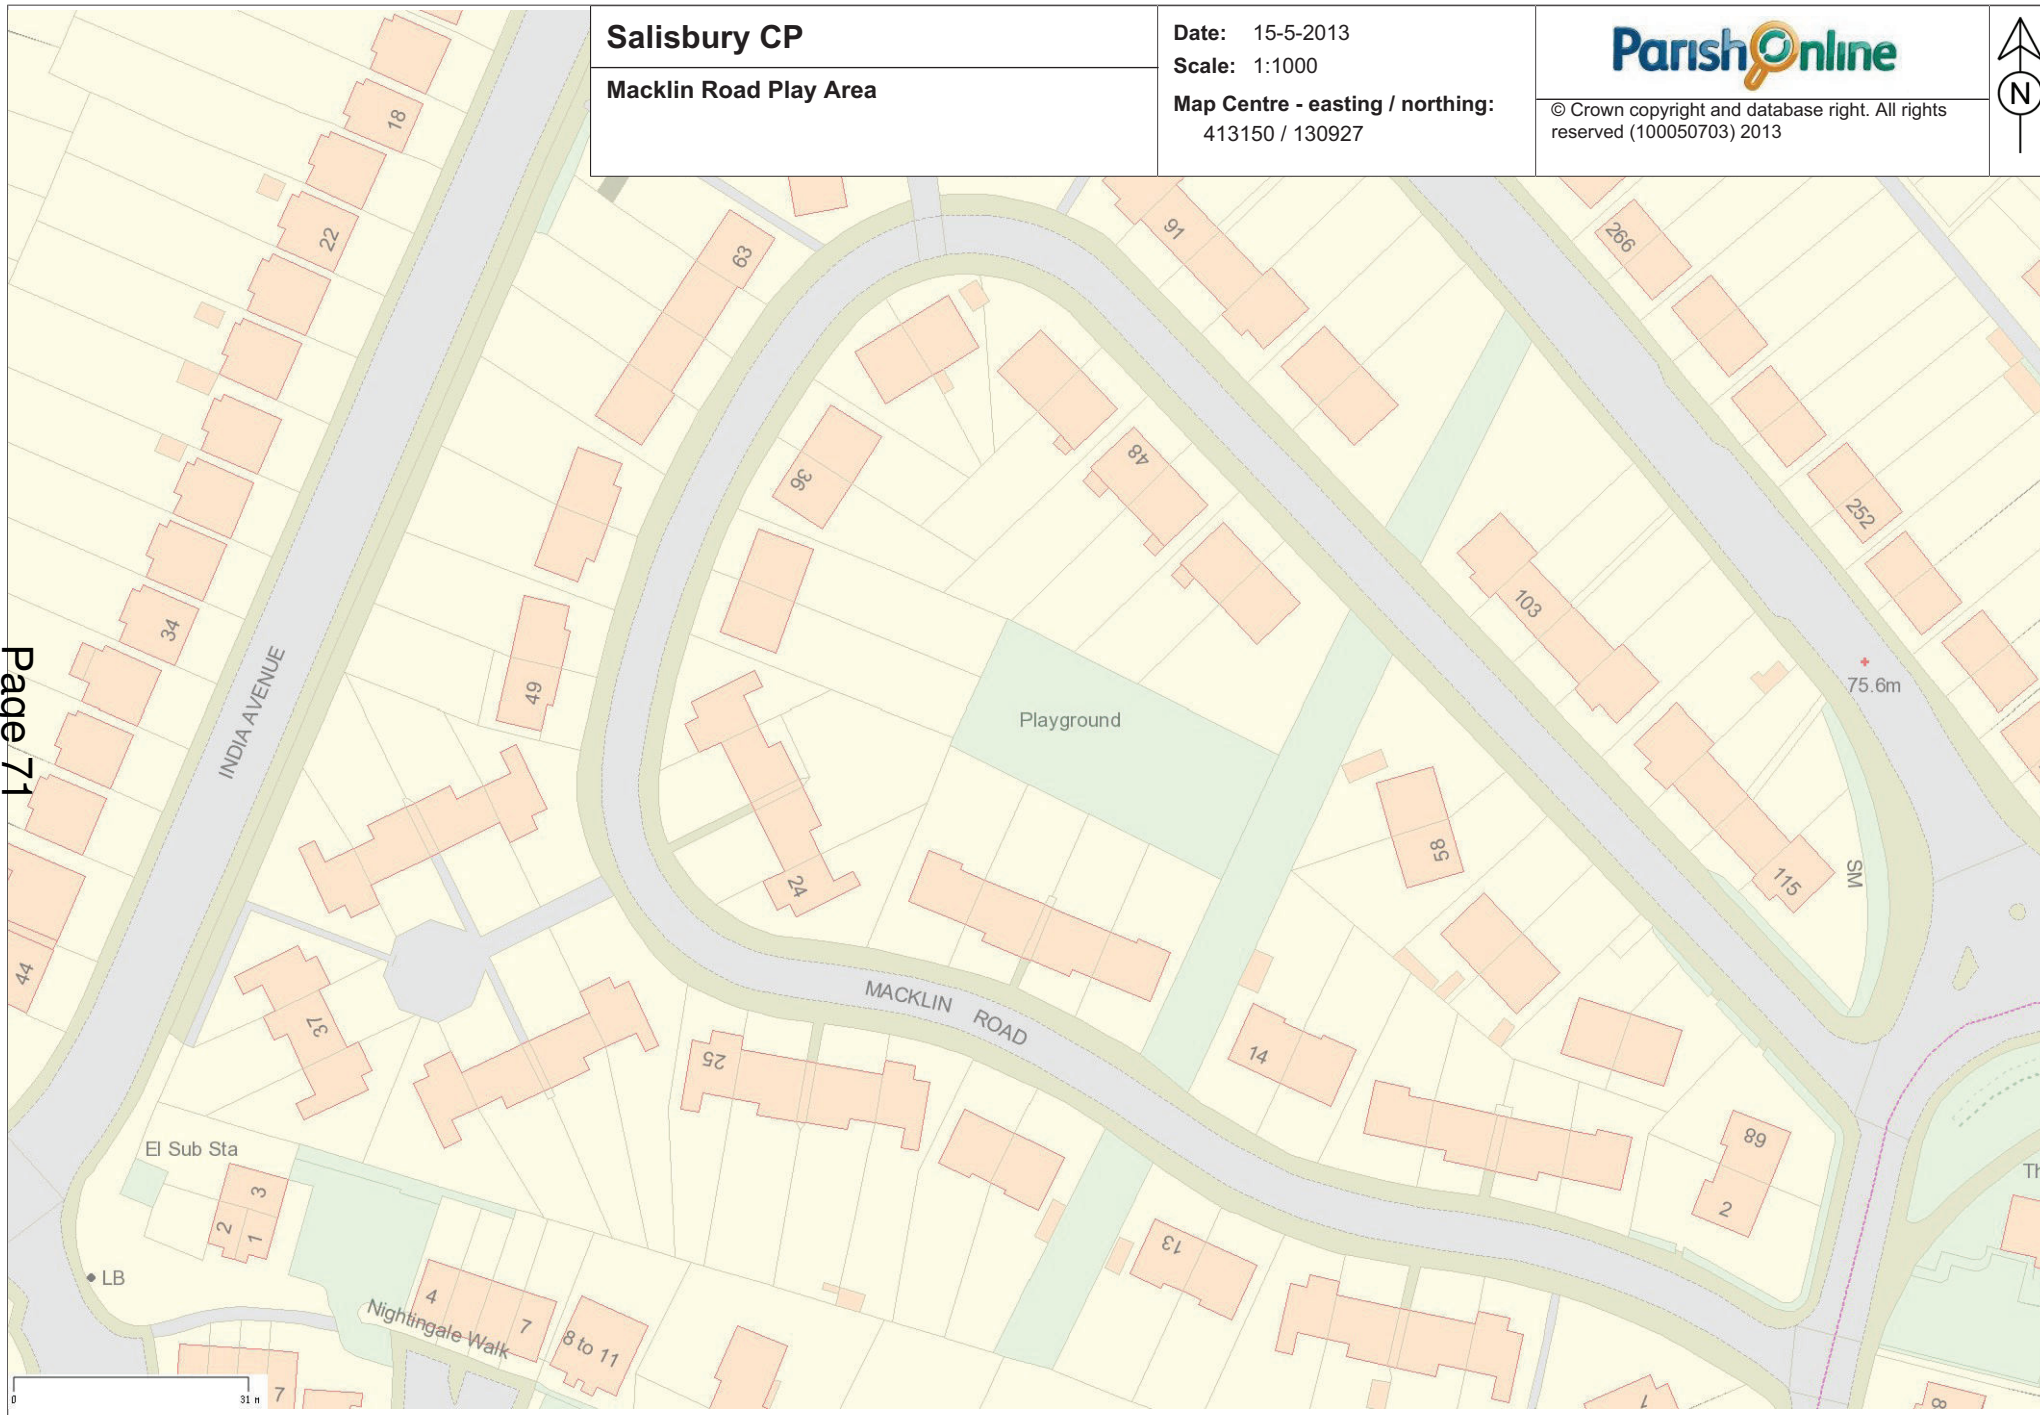 Salisbury CP
Macklin Road Play Area
Date: 15-5-2013
Scale: 1:1000
Map Centre - easting / northing:
413150 / 130927
ParishOnline
© Crown copyright and database right. All rights
reserved (100050703) 2013
N
18
22
63
91
266
36
48
252
34
103
49
75.6m
INDIA AVENUE
Page 71
Playground
58
24
115
SM
44
37
MACKLIN ROAD
25
14
El Sub Sta
89
3
2
1
2
Th
LB
13
4
7
Nightingale Walk
8 to 11
7
0
31 M
1
8